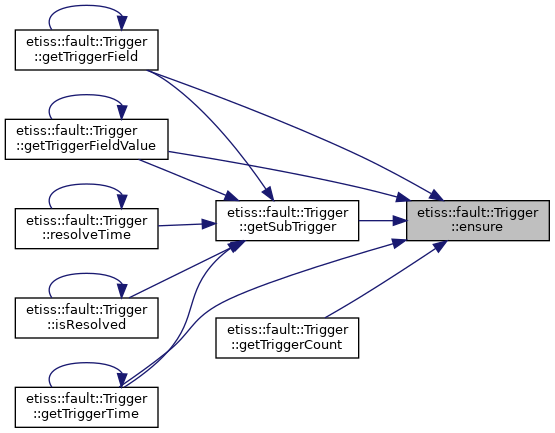 etiss::fault::Trigger
::getTriggerField
etiss::fault::Trigger
::getTriggerFieldValue
etiss::fault::Trigger
::resolveTime
etiss::fault::Trigger
::isResolved
etiss::fault::Trigger
::getTriggerTime
etiss::fault::Trigger
::getSubTrigger
etiss::fault::Trigger
::getTriggerCount
etiss::fault::Trigger
::ensure